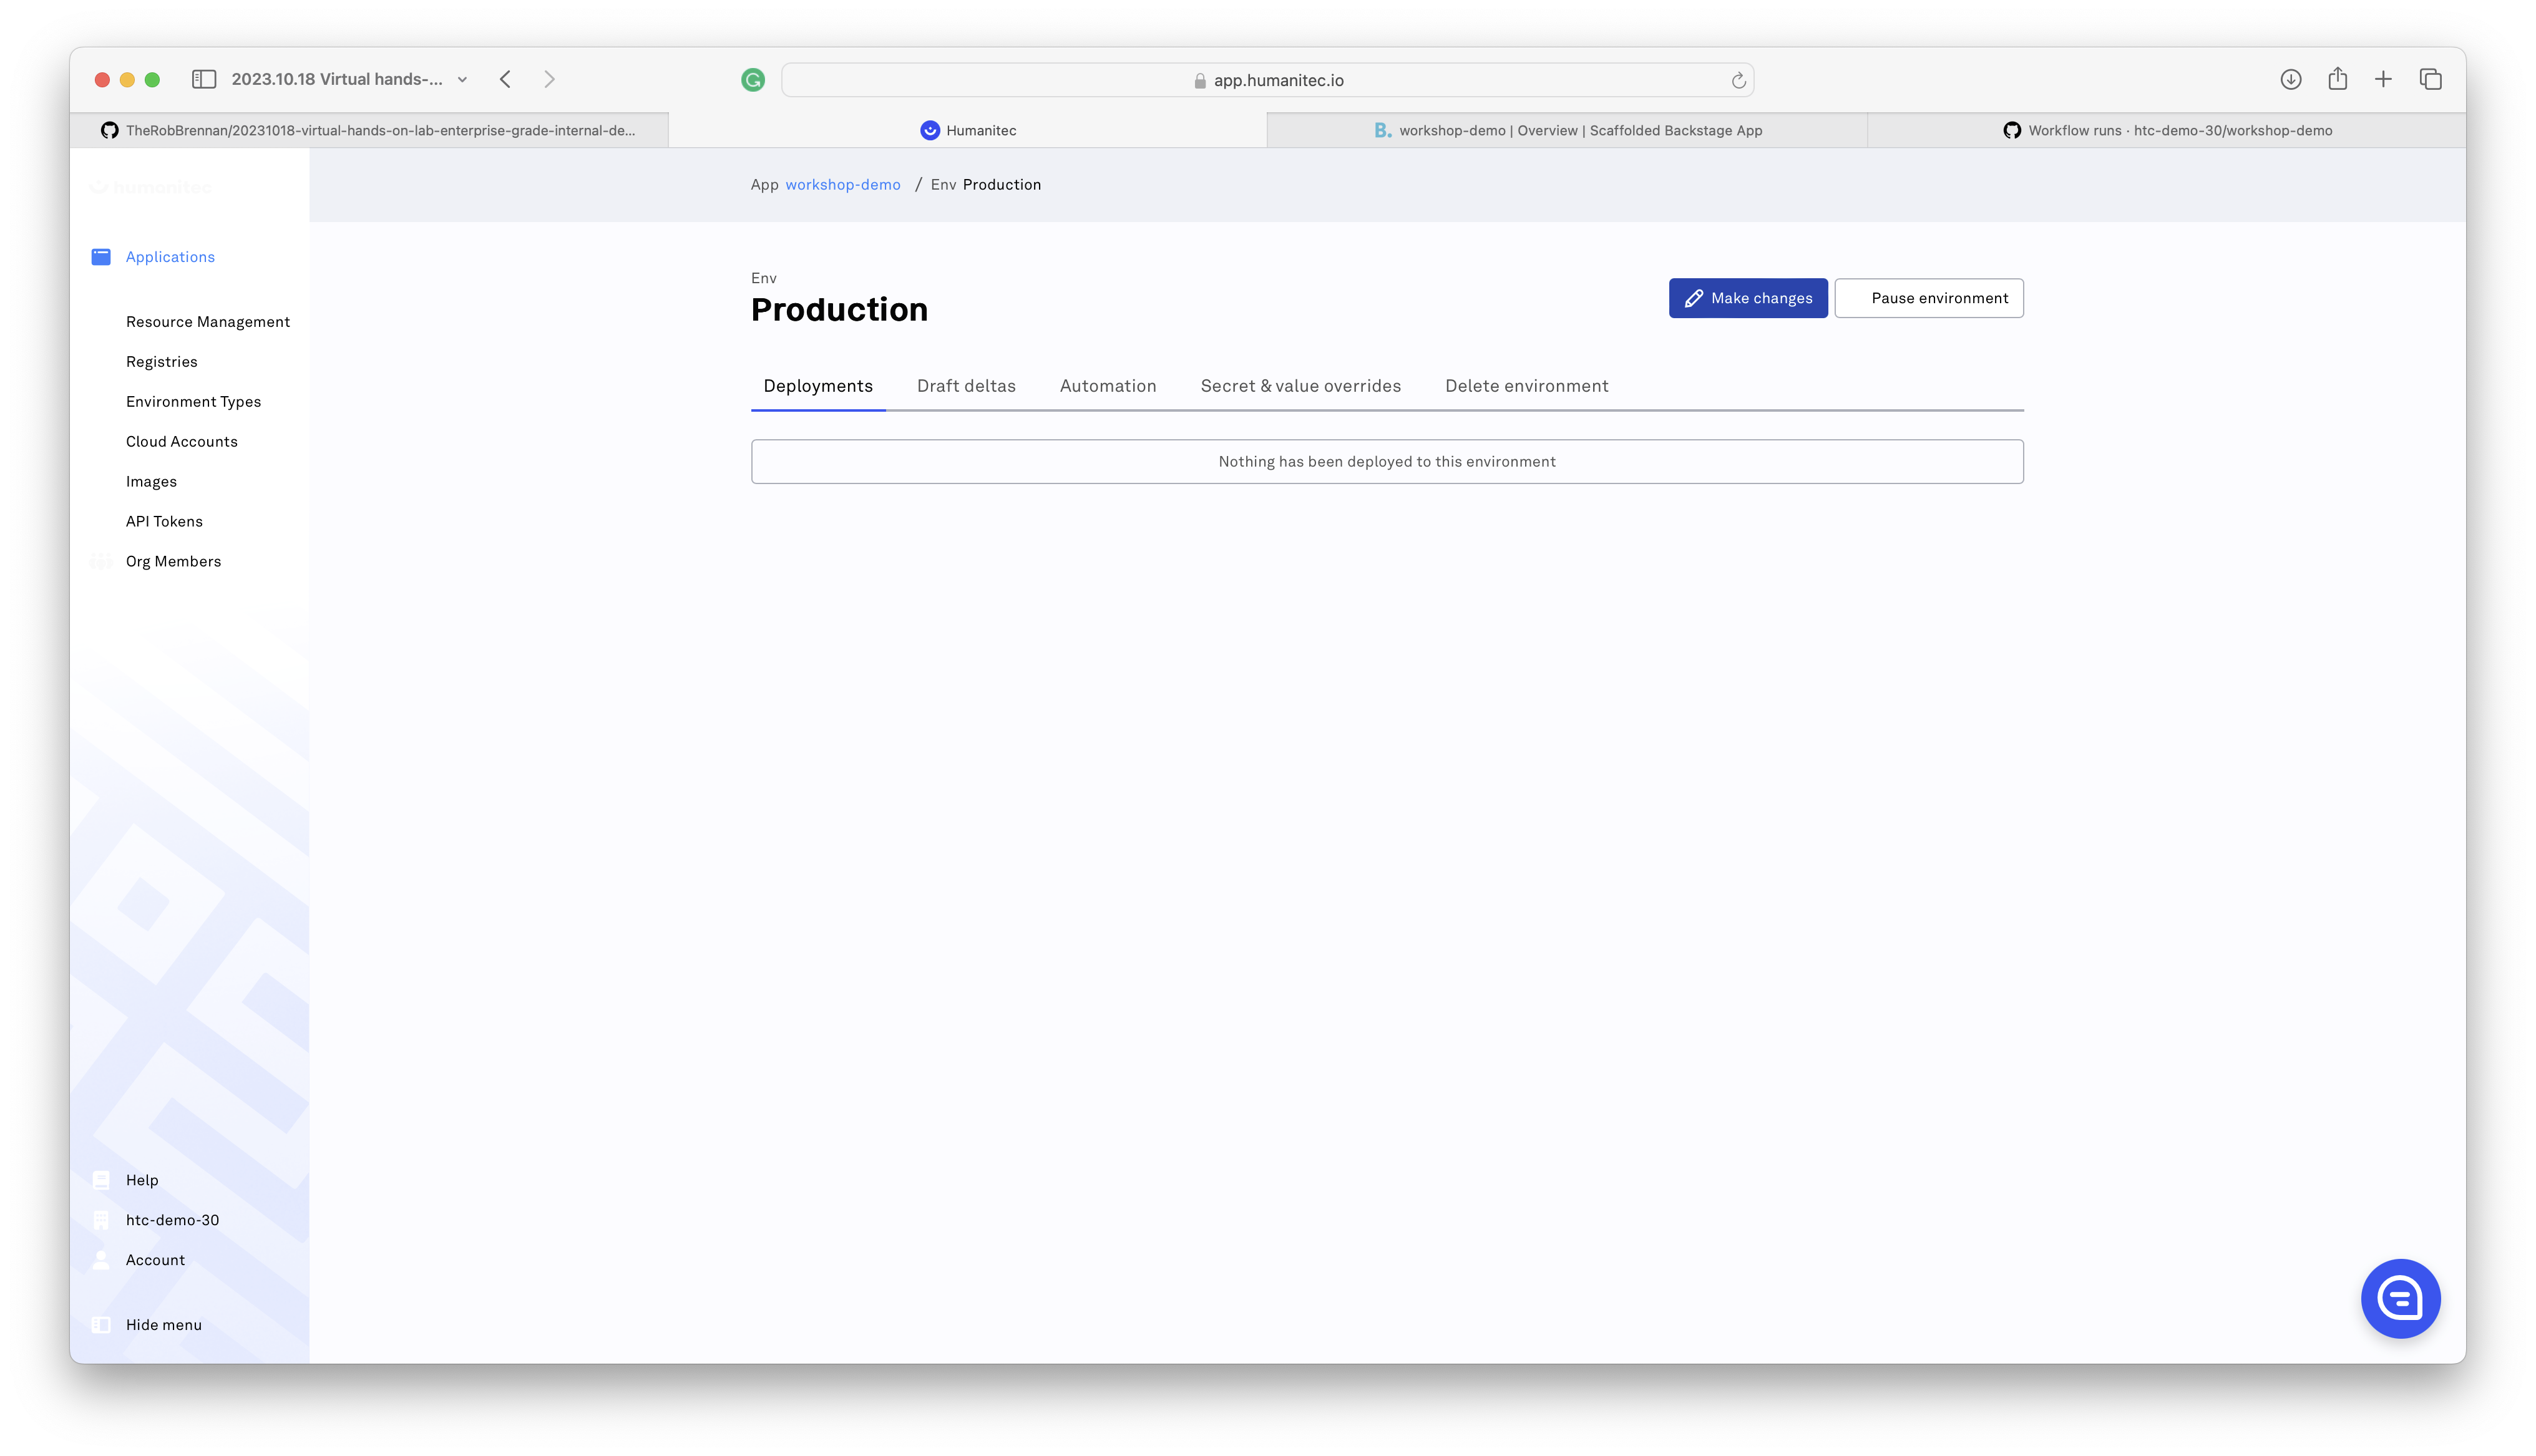 2023.10.18 Virtual hands-...
app.humanitec.io
TheRobBrennan/20231018-virtual-hands-on-lab-enterprise-grade-internal-de...
Humanitec
B. workshop-demo | Overview | Scaffolded Backstage App
Workflow runs · htc-demo-30/workshop-demo
humanitec
App workshop-demo / Env Production
Applications
Resource Management
Registries
Environment Types
Cloud Accounts
Images
API Tokens
Org Members
Env
Production
Make changes
Pause environment
Deployments
Draft deltas
Automation
Secret & value overrides
Delete environment
Nothing has been deployed to this environment
Help
htc-demo-30
Account
Hide menu